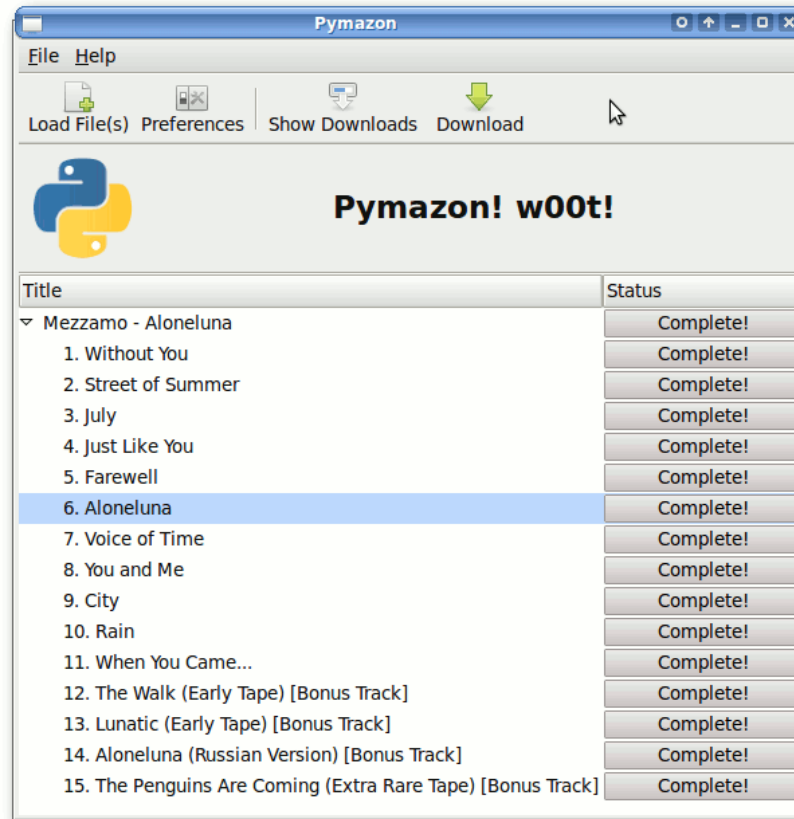 Pymazon
File Help
Load File(s) Preferences Show Downloads Download
Pymazon! w00t!
Title Status
Mezzamo - Aloneluna Complete!
1. Without You Complete!
2. Street of Summer Complete!
3. July Complete!
4. Just Like You Complete!
5. Farewell Complete!
6. Aloneluna Complete!
7. Voice of Time Complete!
8. You and Me Complete!
9. City Complete!
10. Rain Complete!
11. When You Came... Complete!
12. The Walk (Early Tape) [Bonus Track] Complete!
13. Lunatic (Early Tape) [Bonus Track] Complete!
14. Aloneluna (Russian Version) [Bonus Track] Complete!
15. The Penguins Are Coming (Extra Rare Tape) [Bonus Track] Complete!